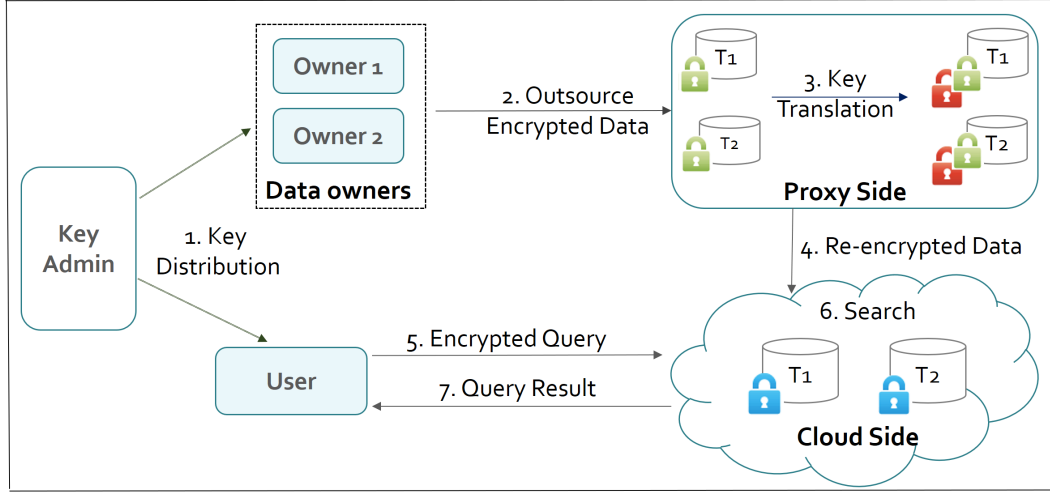 Owner 1
Owner 2
Data owners
2. Outsource
Encrypted Data
T1
T2
3. Key
Translation
T1
T2
Proxy Side
Key
Admin
1. Key
Distribution
4. Re-encrypted Data
User
5. Encrypted Query
7. Query Result
6. Search
T1
T2
Cloud Side